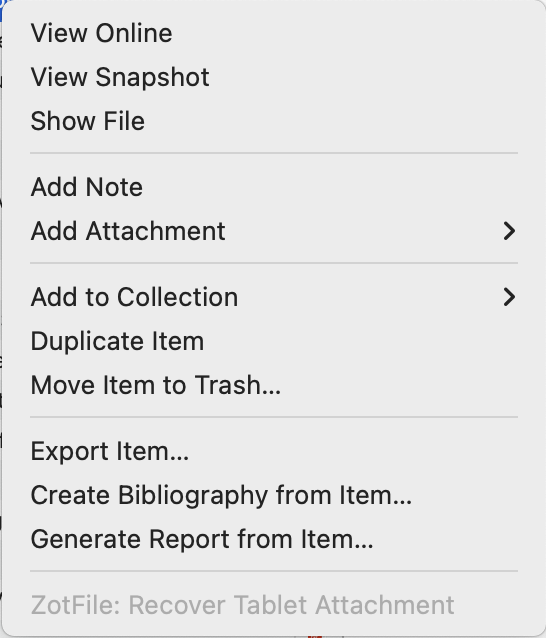 View Online
View Snapshot
Show File
Add Note
Add Attachment
Add to Collection
Duplicate Item
Move Item to Trash...
Export Item...
Create Bibliography from Item...
Generate Report from Item...
ZotFile: Recover Tablet Attachment